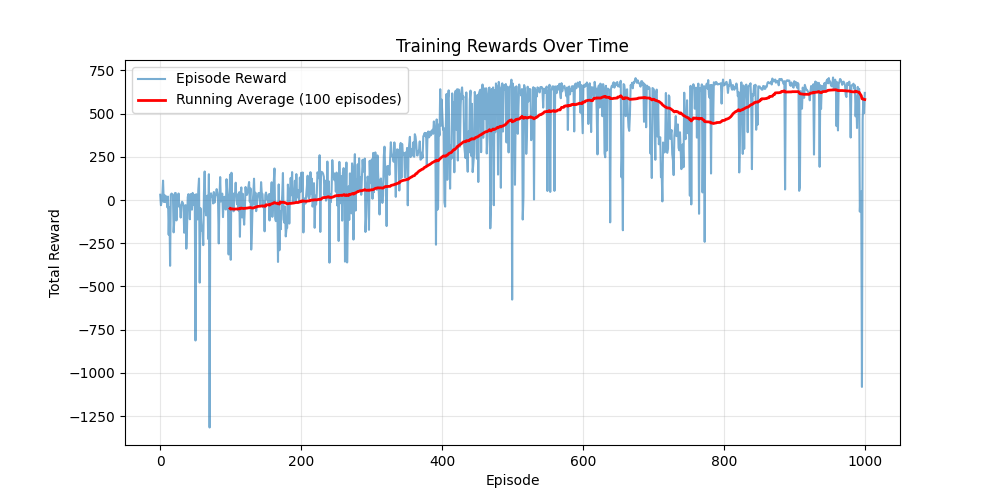 Training Rewards Over Time
Episode Reward
Running Average (100 episodes)
750
500
250
0
−250
−500
−750
−1000
−1250
Total Reward
0 200 400 600 800 1000
Episode